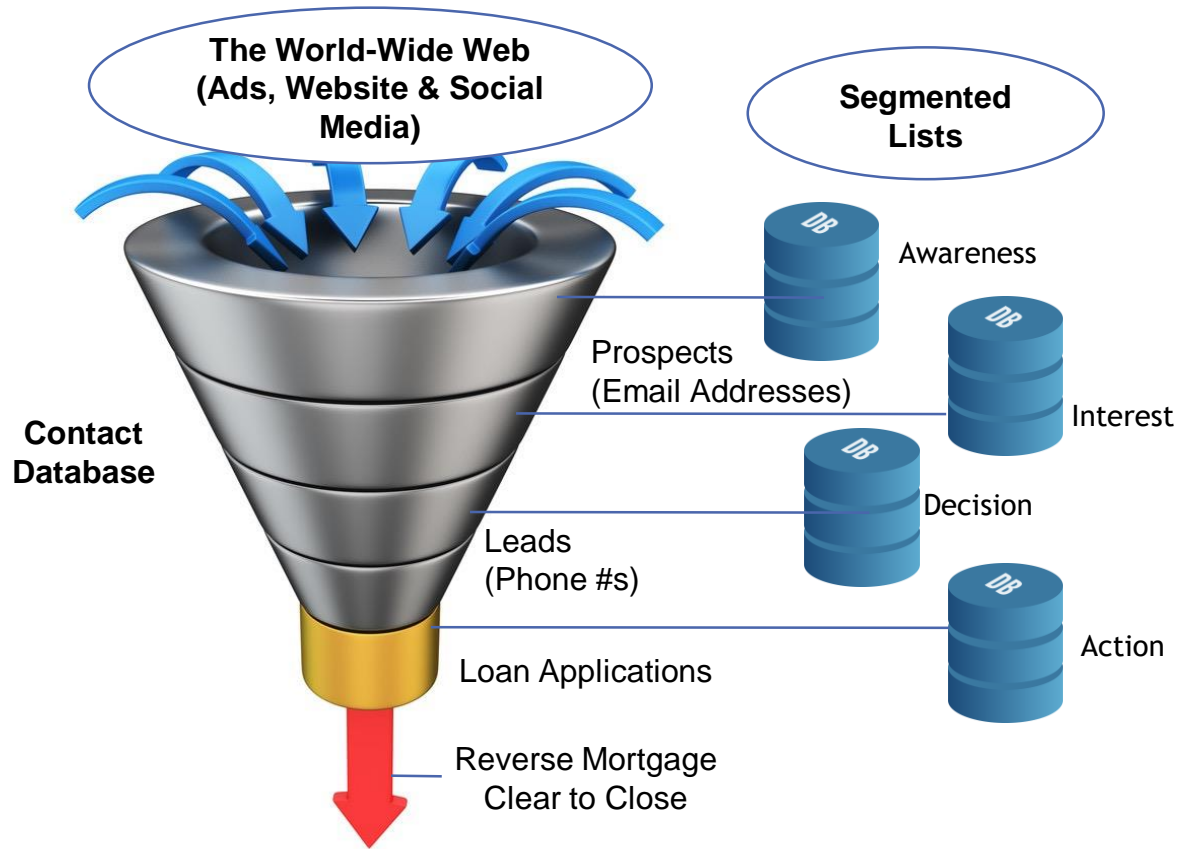 The World-Wide Web
(Ads, Website & Social
Media)
Segmented
Lists
DB
Awareness
Prospects
(Email Addresses)
DB
Interest
Contact
Database
DB
Decision
Leads
(Phone #s)
DB
Action
Loan Applications
Reverse Mortgage
Clear to Close